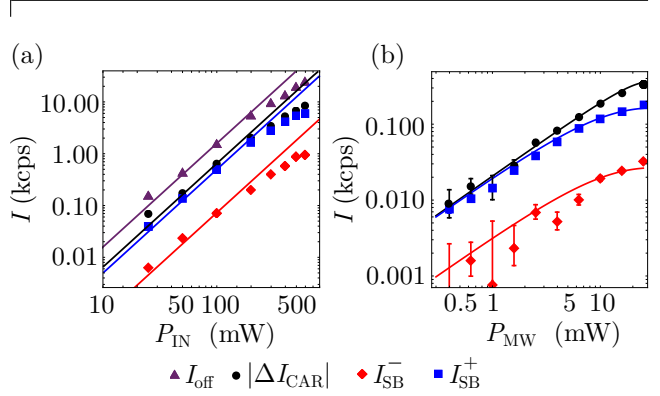 (a) (b)
I (kcps)
10.00
1.00
0.10
0.01
10 50 100 500
P_IN (mW)
I (kcps)
0.100
0.010
0.001
0.5 1 5 10
P_MW (mW)
▲ I_off ● |ΔI_CAR| ◆ I_SB^- ■ I_SB^+